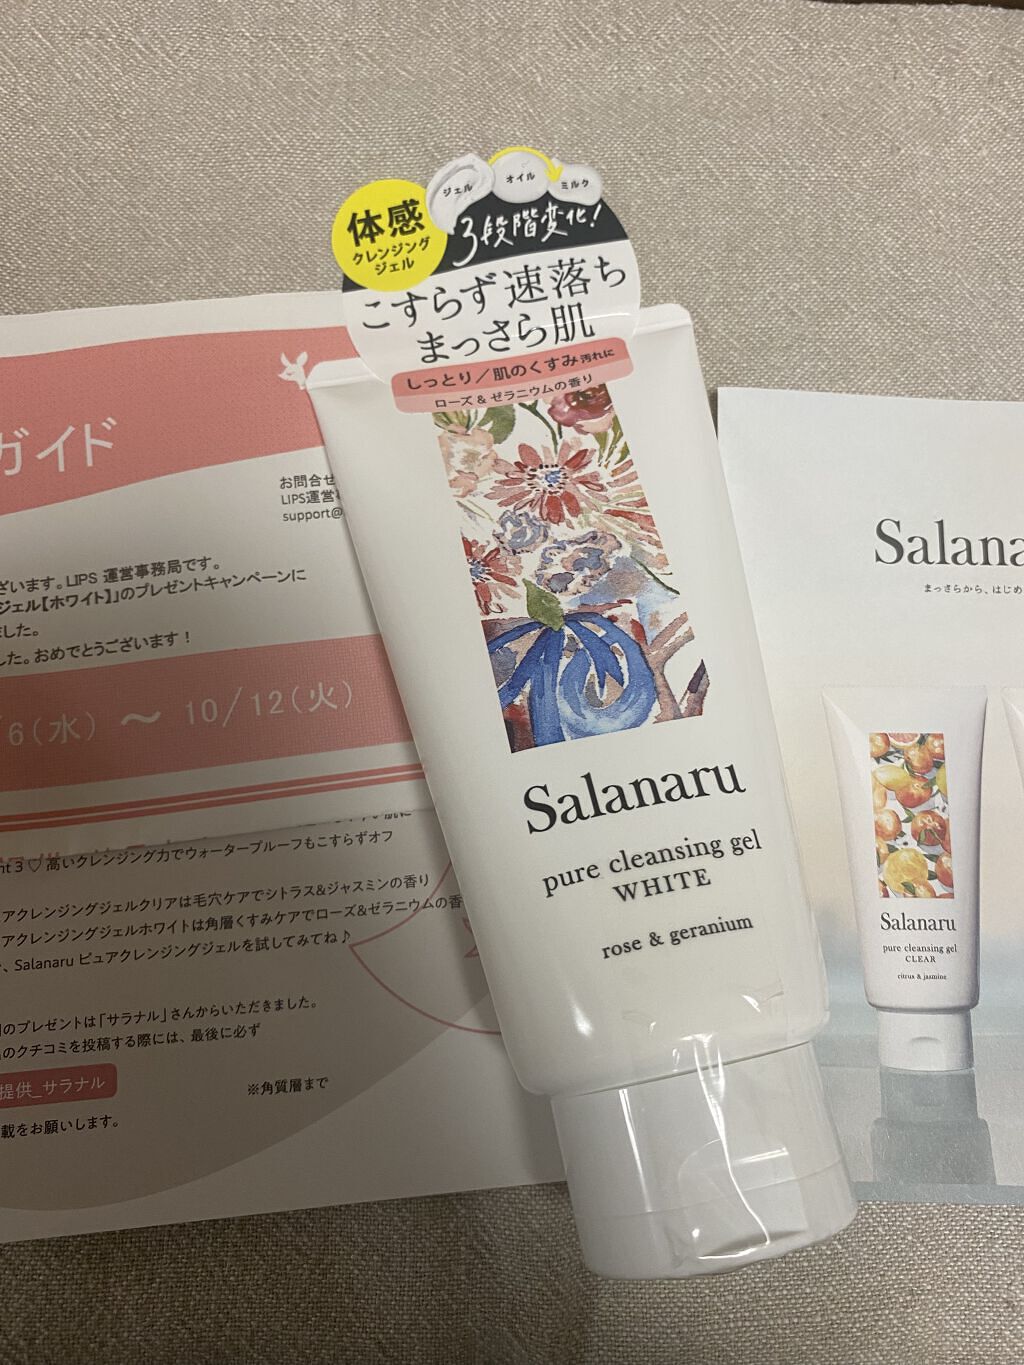 体感
クレンジング
ジェル
ジェル
オイル
ミルク
3段階変化!
こすらず速落ち
まっさら肌
しっとり/肌のくすみ汚れに
ローズ&ゼラニウムの香り
Salanaru
pure cleansing gel
WHITE
rose & geranium
ガイド
お問合せ
LIPS運営
support@
ざいます。LIPS 運営事務局です。
ジェル【ホワイト】」のプレゼントキャンペーンに
ました。
した。おめでとうございます!
/6(水) ~ 10/12(火)
nt 3 ♡ 高いクレンジング力でウォータープルーフもこすらずオフ
アクレンジングジェルクリアは毛穴ケアでシトラス&ジャスミンの香り
アクレンジングジェルホワイトは角層くすみケアでローズ&ゼラニウムの香
、Salanaru ピュアクレンジングジェルを試してみてね♪
のプレゼントは「サラナル」さんからいただきました。
のクチコミを投稿する際には、最後に必ず
提供_サラナル
※角質層まで
載をお願いします。
Salana
まっさらから、はじめ
Salanaru
pure cleansing gel
CLEAR
citrus & jasmine